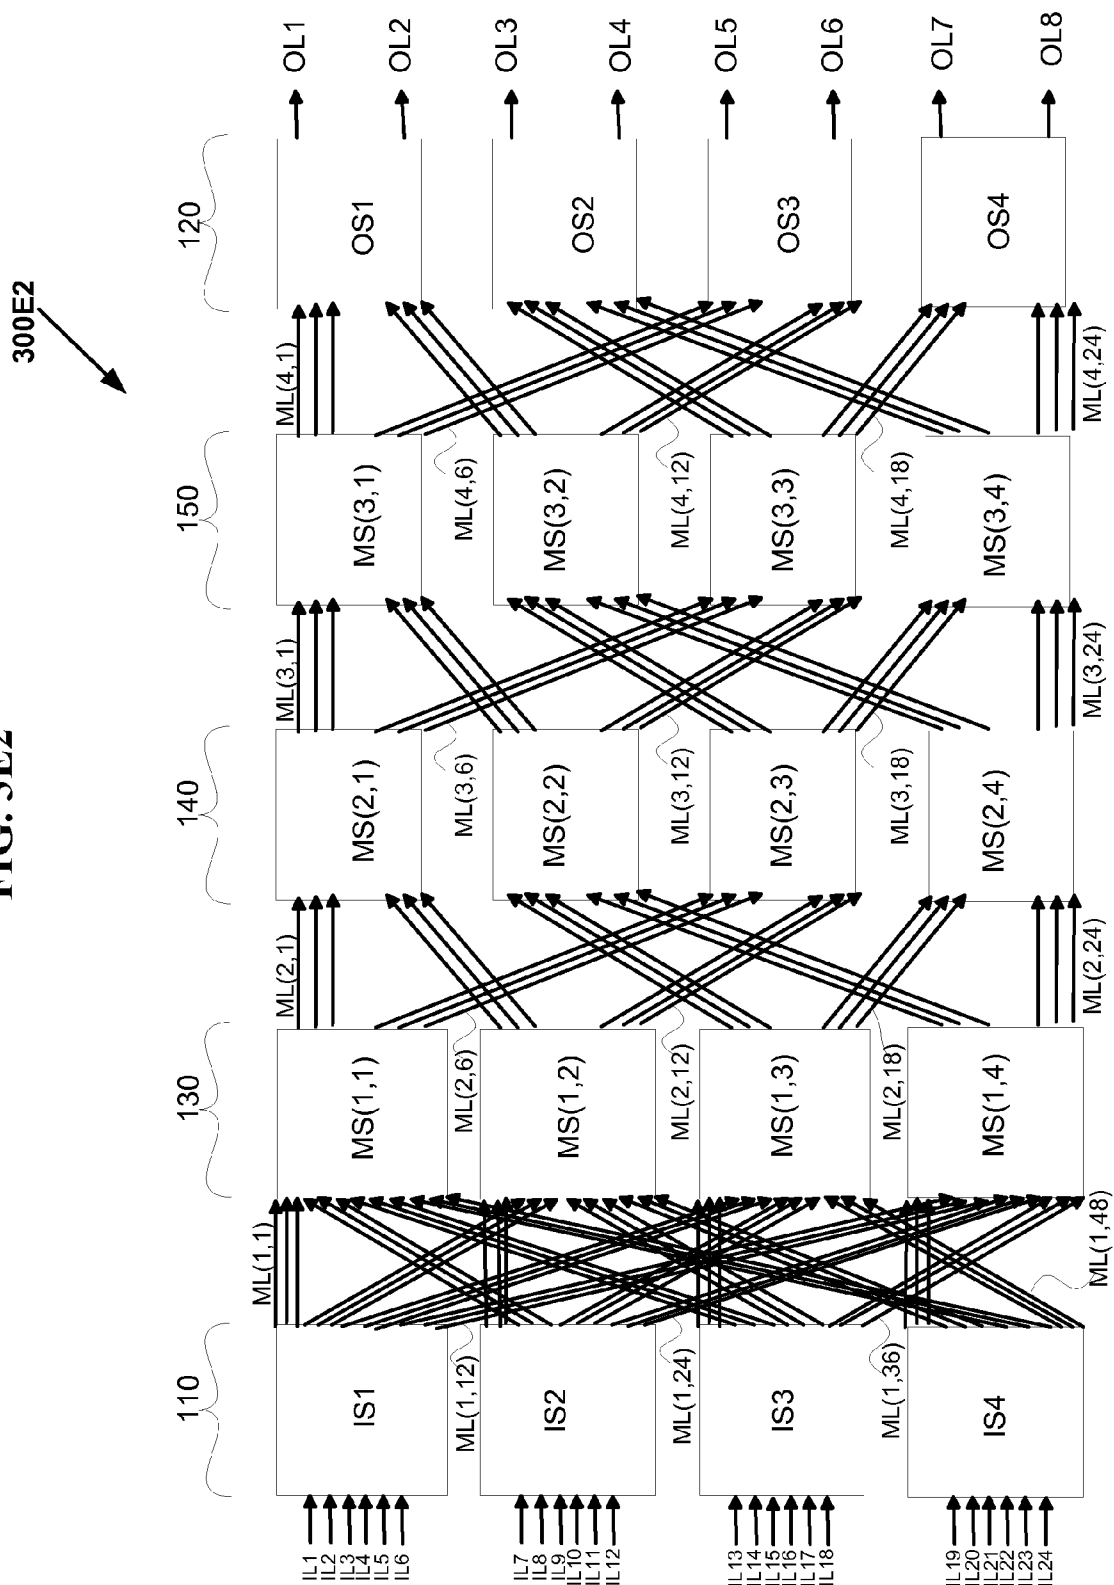 FIG. 3E2
300E2
110
130
140
150
120
ML(1,1)
ML(2,1)
ML(3,1)
ML(4,1)
IL1
IL2
IL3
IL4
IL5
IL6
IS1
MS(1,1)
MS(2,1)
MS(3,1)
OS1
OL1
OL2
ML(1,12)
ML(2,6)
ML(3,6)
ML(4,6)
IL7
IL8
IL9
IL10
IL11
IL12
IS2
MS(1,2)
MS(2,2)
MS(3,2)
OS2
OL3
OL4
ML(1,24)
ML(2,12)
ML(3,12)
ML(4,12)
IL13
IL14
IL15
IL16
IL17
IL18
IS3
MS(1,3)
MS(2,3)
MS(3,3)
OS3
OL5
OL6
ML(1,36)
ML(2,18)
ML(3,18)
ML(4,18)
IL19
IL20
IL21
IL22
IL23
IL24
IS4
MS(1,4)
MS(2,4)
MS(3,4)
OS4
OL7
OL8
ML(1,48)
ML(2,24)
ML(3,24)
ML(4,24)